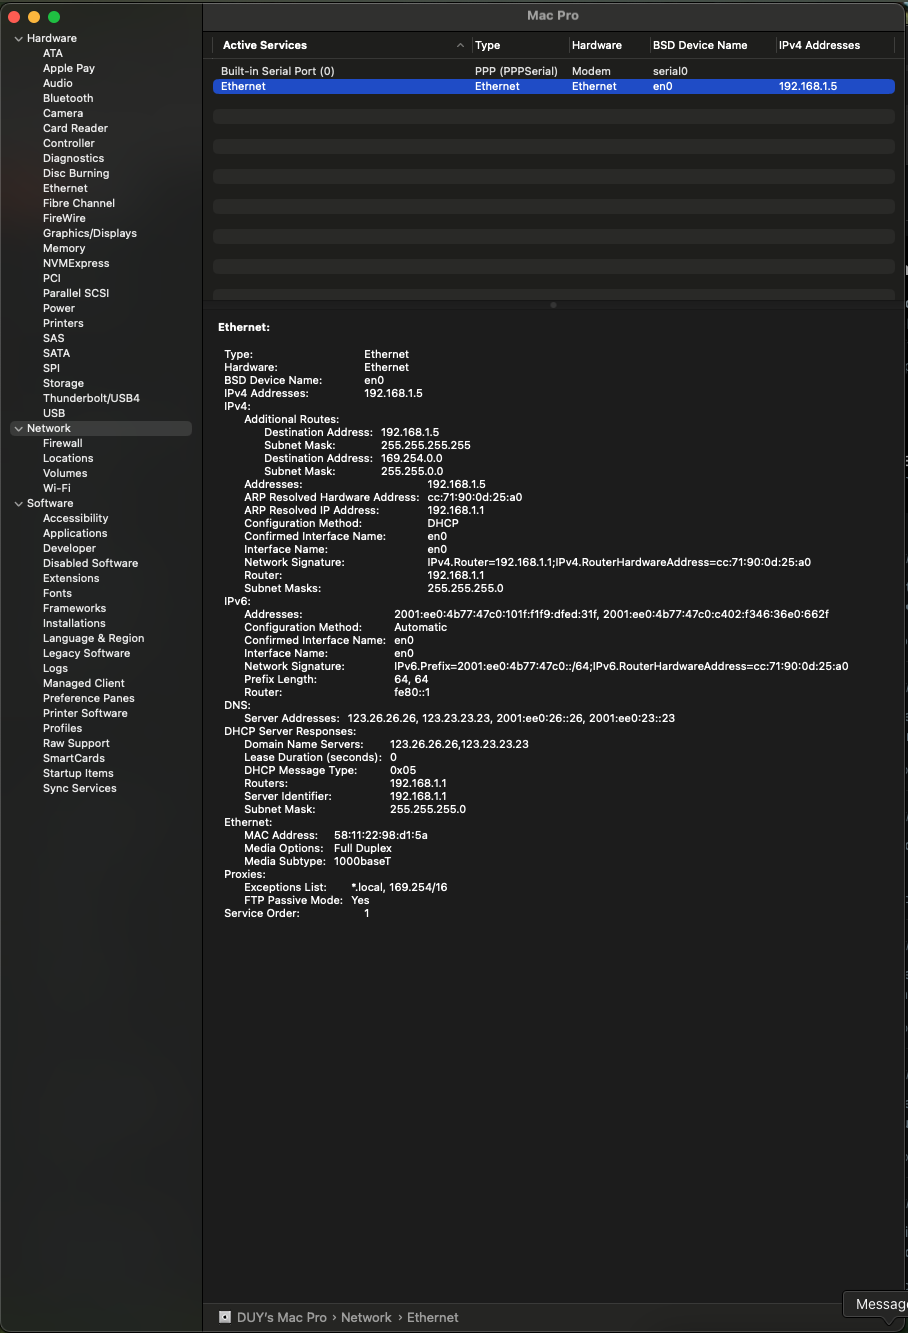 Mac Pro
Hardware
ATA
Apple Pay
Audio
Bluetooth
Camera
Card Reader
Controller
Diagnostics
Disc Burning
Ethernet
Fibre Channel
FireWire
Graphics/Displays
Memory
NVMExpress
PCI
Parallel SCSI
Power
Printers
SAS
SATA
SPI
Storage
Thunderbolt/USB4
USB
Network
Firewall
Locations
Volumes
Wi-Fi
Software
Accessibility
Applications
Developer
Disabled Software
Extensions
Fonts
Frameworks
Installations
Language & Region
Legacy Software
Logs
Managed Client
Preference Panes
Printer Software
Profiles
Raw Support
SmartCards
Startup Items
Sync Services
Active Services Type Hardware BSD Device Name IPv4 Addresses
Built-in Serial Port (0) PPP (PPPSerial) Modem serial0
Ethernet Ethernet Ethernet en0 192.168.1.5
Ethernet:
Type: Ethernet
Hardware: Ethernet
BSD Device Name: en0
IPv4 Addresses: 192.168.1.5
IPv4:
Additional Routes:
Destination Address: 192.168.1.5
Subnet Mask: 255.255.255.255
Destination Address: 169.254.0.0
Subnet Mask: 255.255.0.0
Addresses: 192.168.1.5
ARP Resolved Hardware Address: cc:71:90:0d:25:a0
ARP Resolved IP Address: 192.168.1.1
Configuration Method: DHCP
Confirmed Interface Name: en0
Interface Name: en0
Network Signature: IPv4.Router=192.168.1.1;IPv4.RouterHardwareAddress=cc:71:90:0d:25:a0
Router: 192.168.1.1
Subnet Masks: 255.255.255.0
IPv6:
Addresses: 2001:ee0:4b77:47c0:101f:f1f9:dfed:31f, 2001:ee0:4b77:47c0:c402:f346:36e0:662f
Configuration Method: Automatic
Confirmed Interface Name: en0
Interface Name: en0
Network Signature: IPv6.Prefix=2001:ee0:4b77:47c0::/64;IPv6.RouterHardwareAddress=cc:71:90:0d:25:a0
Prefix Length: 64, 64
Router: fe80::1
DNS:
Server Addresses: 123.26.26.26, 123.23.23.23, 2001:ee0:26::26, 2001:ee0:23::23
DHCP Server Responses:
Domain Name Servers: 123.26.26.26,123.23.23.23
Lease Duration (seconds): 0
DHCP Message Type: 0x05
Routers: 192.168.1.1
Server Identifier: 192.168.1.1
Subnet Mask: 255.255.255.0
Ethernet:
MAC Address: 58:11:22:98:d1:5a
Media Options: Full Duplex
Media Subtype: 1000baseT
Proxies:
Exceptions List: *.local, 169.254/16
FTP Passive Mode: Yes
Service Order: 1
DUY's Mac Pro › Network › Ethernet
Message